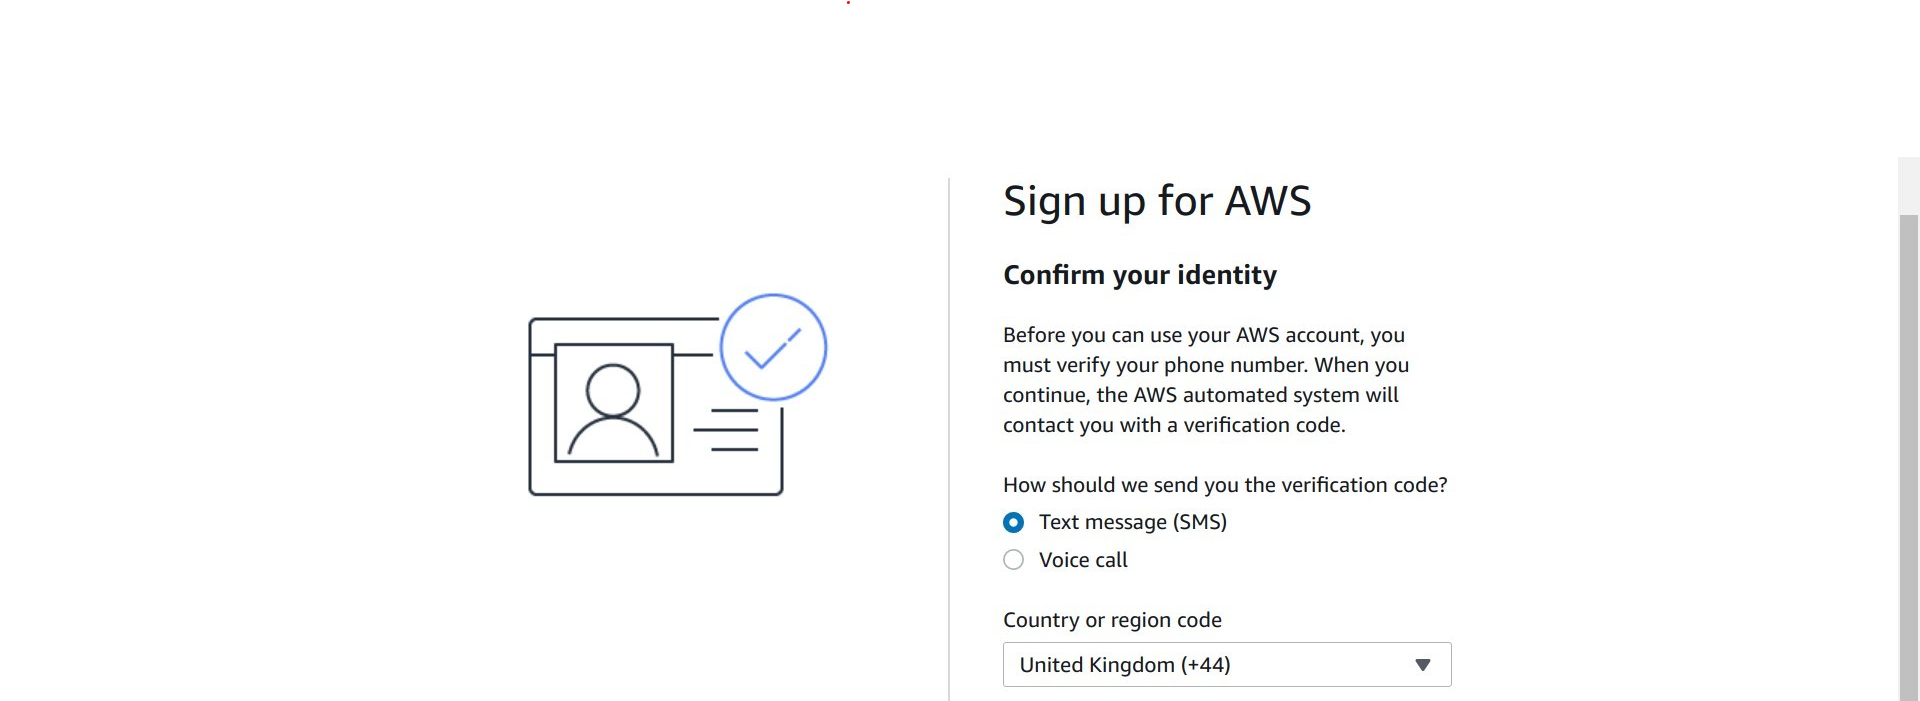 Sign up for AWS
Confirm your identity
Before you can use your AWS account, you
must verify your phone number. When you
continue, the AWS automated system will
contact you with a verification code.
How should we send you the verification code?
Text message (SMS)
Voice call
Country or region code
United Kingdom (+44)